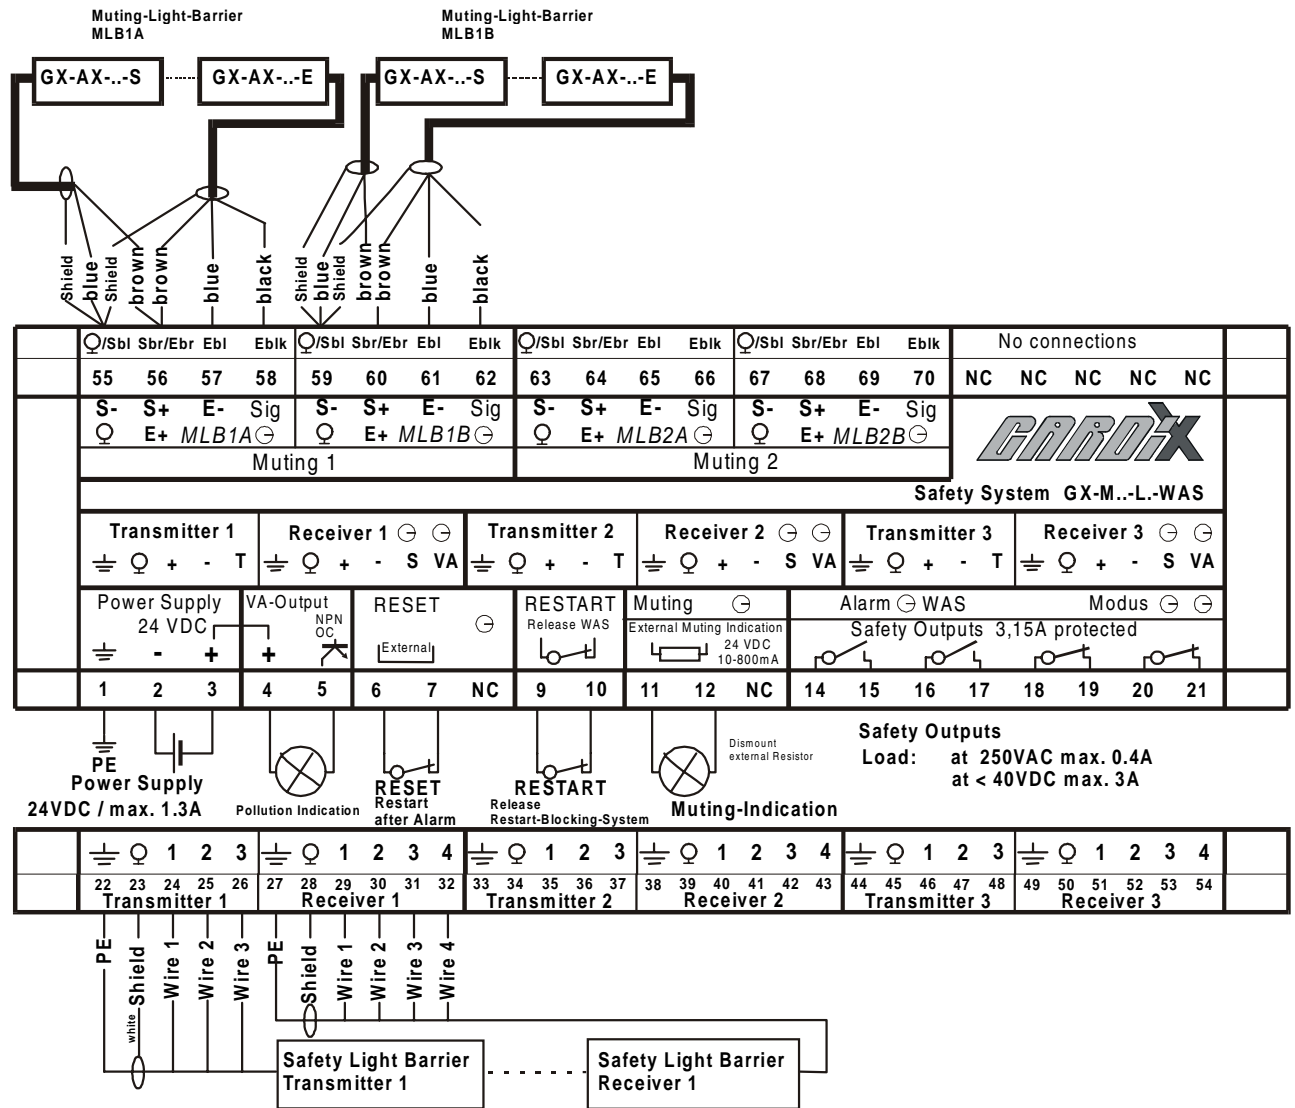 Muting-Light-Barrier
MLB1A
Muting-Light-Barrier
MLB1B
GX-AX-..-S
GX-AX-..-E
GX-AX-..-S
GX-AX-..-E
Shield
blue
Shield
brown
brown
blue
black
Shield
blue
Shield
brown
brown
blue
black
/Sbl Sbr/Ebr Ebl Eblk /Sbl Sbr/Ebr Ebl Eblk /Sbl Sbr/Ebr Ebl Eblk /Sbl Sbr/Ebr Ebl Eblk No connections
55 56 57 58 59 60 61 62 63 64 65 66 67 68 69 70 NC NC NC NC NC
S- S+ E- Sig S- S+ E- Sig S- S+ E- Sig S- S+ E- Sig
E+ MLB1A E+ MLB1B E+ MLB2A E+ MLB2B
CARDiX
Muting 1 Muting 2
Safety System GX-M..-L.-WAS
Transmitter 1 Receiver 1 Transmitter 2 Receiver 2 Transmitter 3 Receiver 3
+ - T + - S VA + - T + - S VA + - T + - S VA
Power Supply
24 VDC
- +
VA-Output
NPN
OC
+
RESET
External
RESTART
Release WAS
Muting
External Muting Indication
24 VDC
10-800mA
Alarm WAS Modus
Safety Outputs 3,15A protected
1 2 3 4 5 6 7 NC 9 10 11 12 NC 14 15 16 17 18 19 20 21
PE
Power Supply
24VDC / max. 1.3A
Pollution Indication
RESET
Restart
after Alarm
RESTART
Release
Restart-Blocking-System
Dismount
external Resistor
Muting-Indication
Safety Outputs
Load: at 250VAC max. 0.4A
at < 40VDC max. 3A
1 2 3 1 2 3 4 1 2 3 1 2 3 4 1 2 3 1 2 3 4
22 23 24 25 26 27 28 29 30 31 32 33 34 35 36 37 38 39 40 41 42 43 44 45 46 47 48 49 50 51 52 53 54
Transmitter 1 Receiver 1 Transmitter 2 Receiver 2 Transmitter 3 Receiver 3
PE
white
Shield
Wire 1
Wire 2
Wire 3
PE
Shield
Wire 1
Wire 2
Wire 3
Wire 4
Safety Light Barrier
Transmitter 1
Safety Light Barrier
Receiver 1